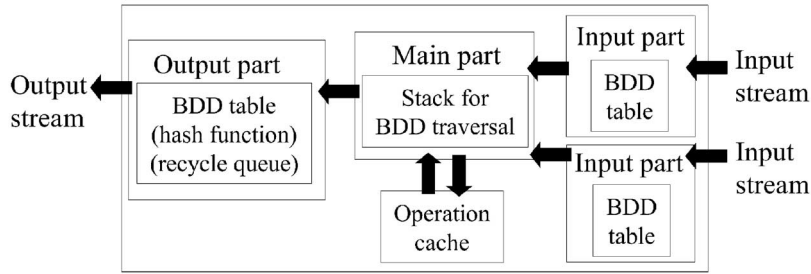 Output
stream
Output part
BDD table
(hash function)
(recycle queue)
Main part
Stack for
BDD traversal
Operation
cache
Input part
BDD
table
Input
stream
Input part
BDD
table
Input
stream